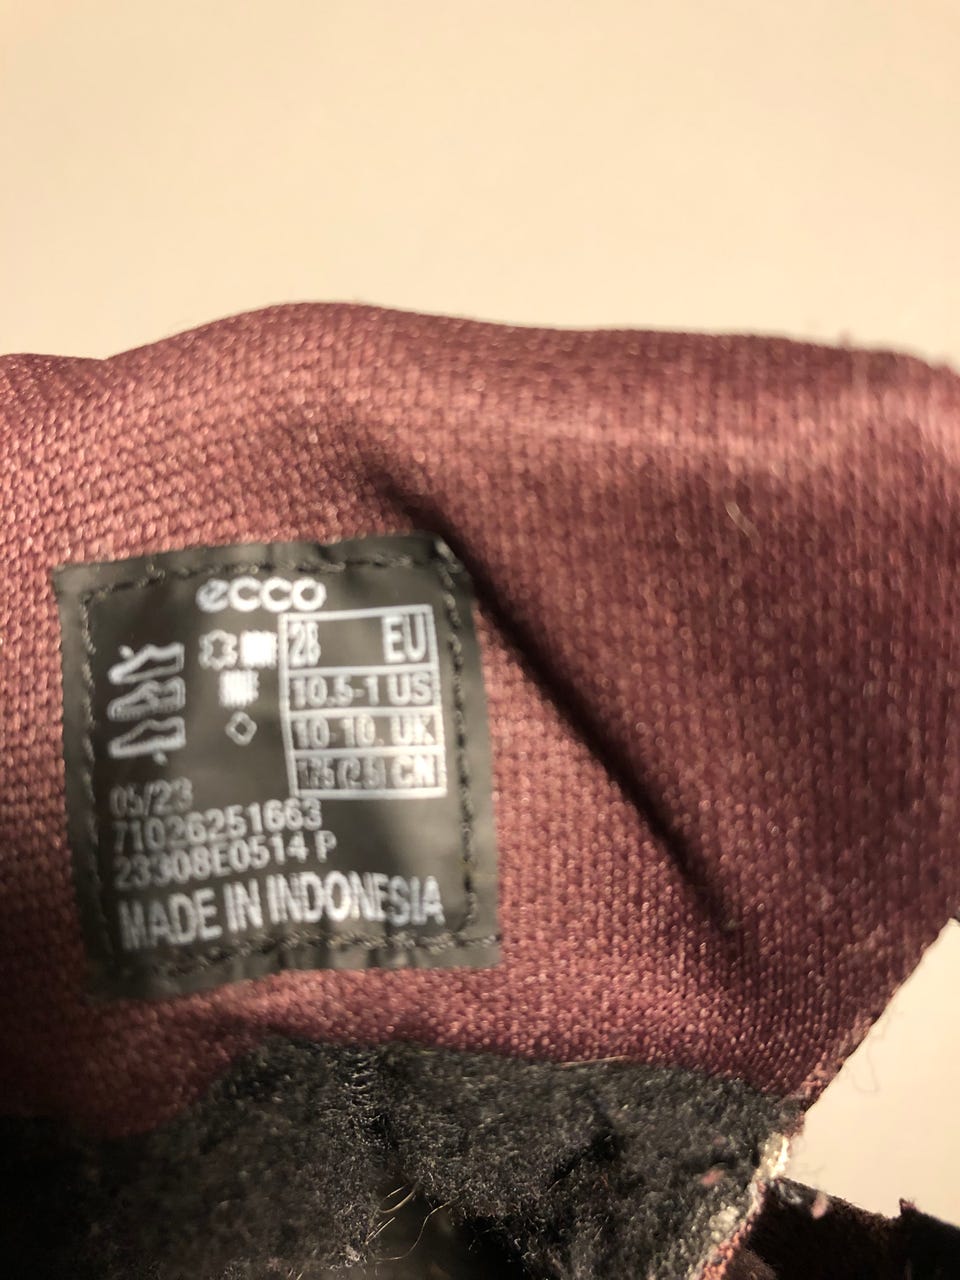 ecco
28 EU
10.5-1 US
10-10. UK
CN
05/23
71026251663
23308E0514 P
MADE IN INDONESIA